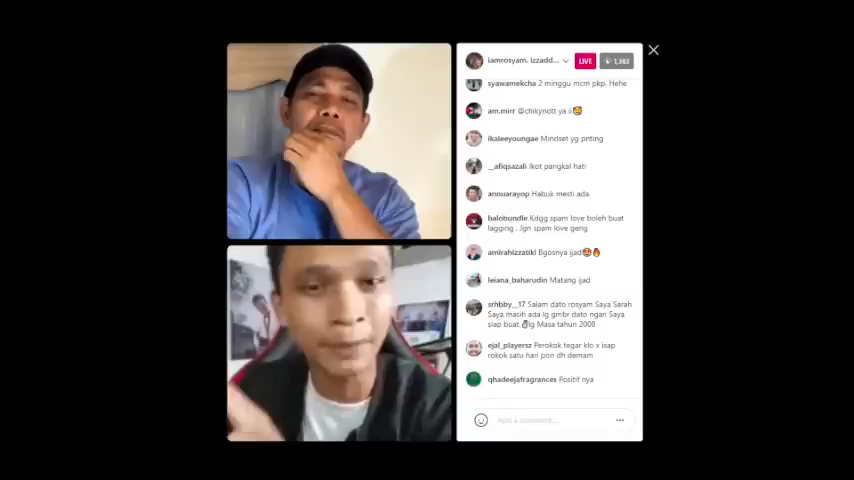 iamrosyam. izzadd...
LIVE
1,383
syawamekcha 2 minggu mcm pkp. Hehe
am.mirr @chikynott ya ii🥰
ikaleeyoungae Mindset yg pnting
__afiqsazali Ikot pangkal hati
annuarayop Habuk mesti ada
balobundle Kdgg spam love boleh buat
lagging . Jgn spam love geng
amirahizzatiki Bgosnya ijad😍🔥
leiana_baharudin Matang ijad
srhbby__17 Salam dato rosyam Saya Sarah
Saya masih ada lg gmbr dato ngan Saya
siap buat ✌🏻lg Masa tahun 2008
ejal_playersz Perokok tegar klo x isap
rokok satu hari pon dh demam
qhadeejafragrances Positif nya
Add a comment...